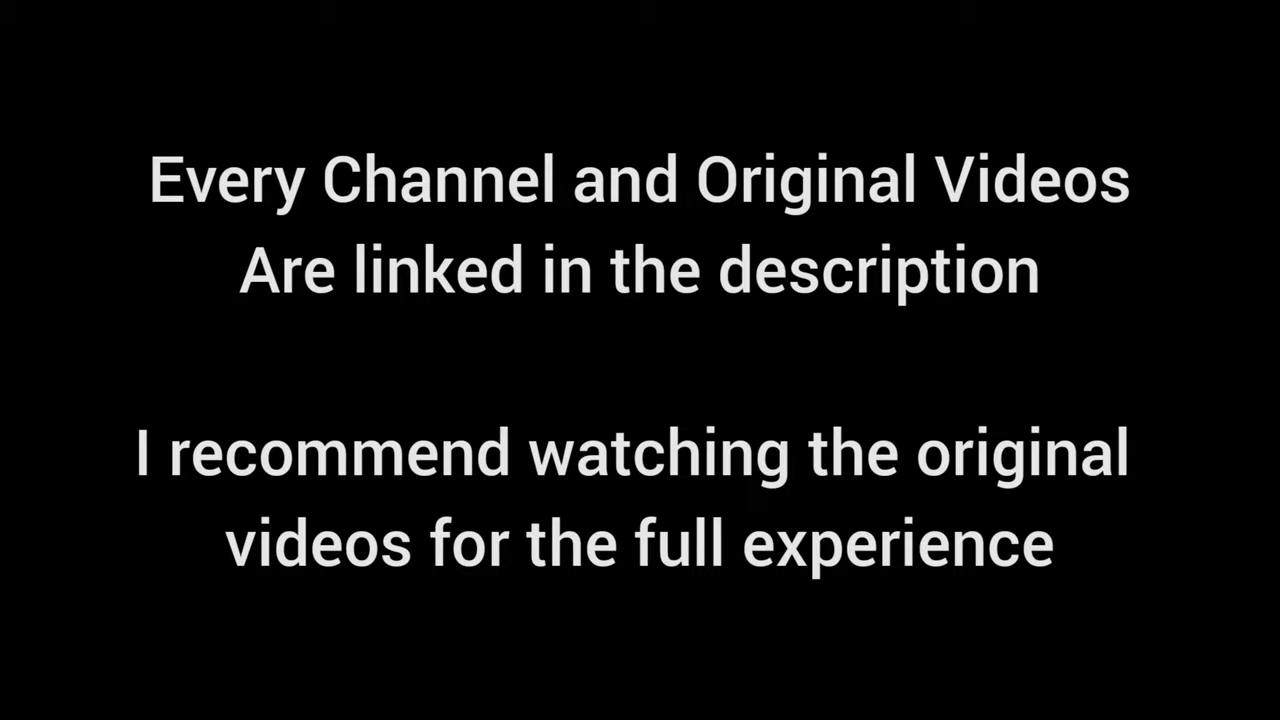 Every Channel and Original Videos
Are linked in the description
I recommend watching the original
videos for the full experience